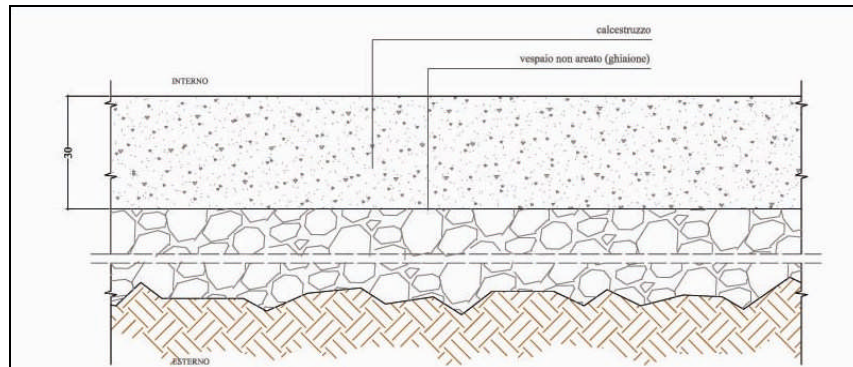 calcestruzzo
vespaio non areato (ghiaione)
INTERNO
30
ESTERNO